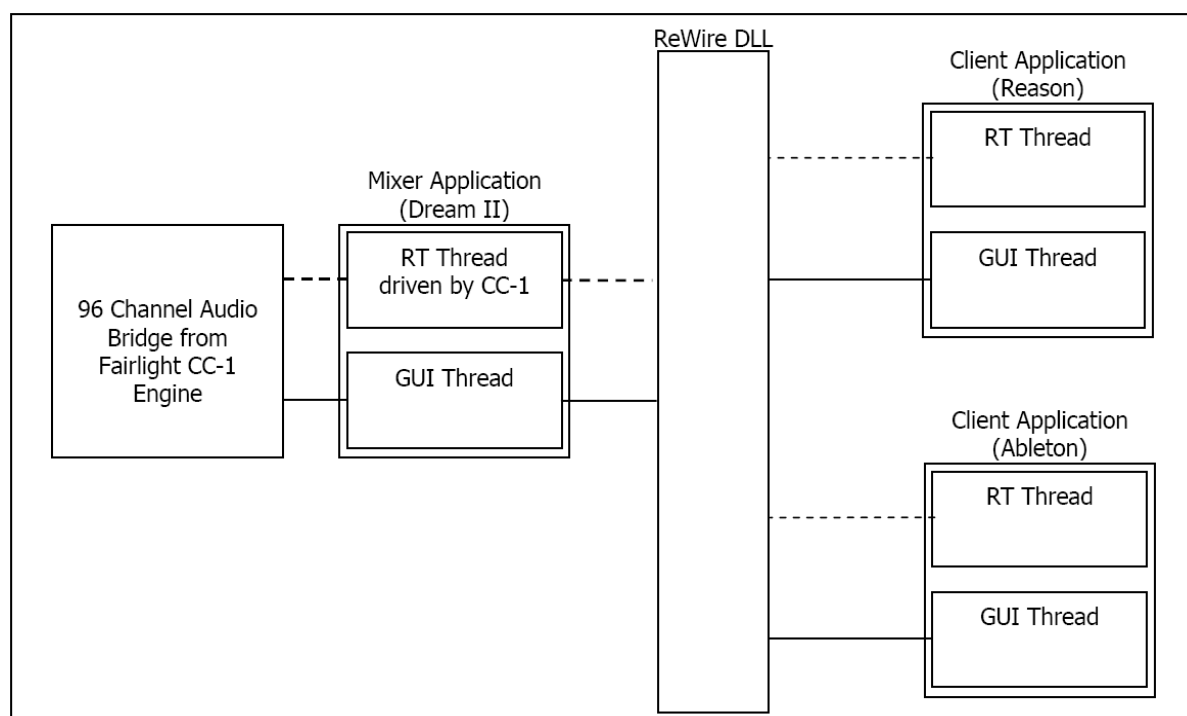 ReWire DLL
Client Application
(Reason)
RT Thread
GUI Thread
Mixer Application
(Dream II)
RT Thread
driven by CC-1
GUI Thread
96 Channel Audio
Bridge from
Fairlight CC-1
Engine
Client Application
(Ableton)
RT Thread
GUI Thread